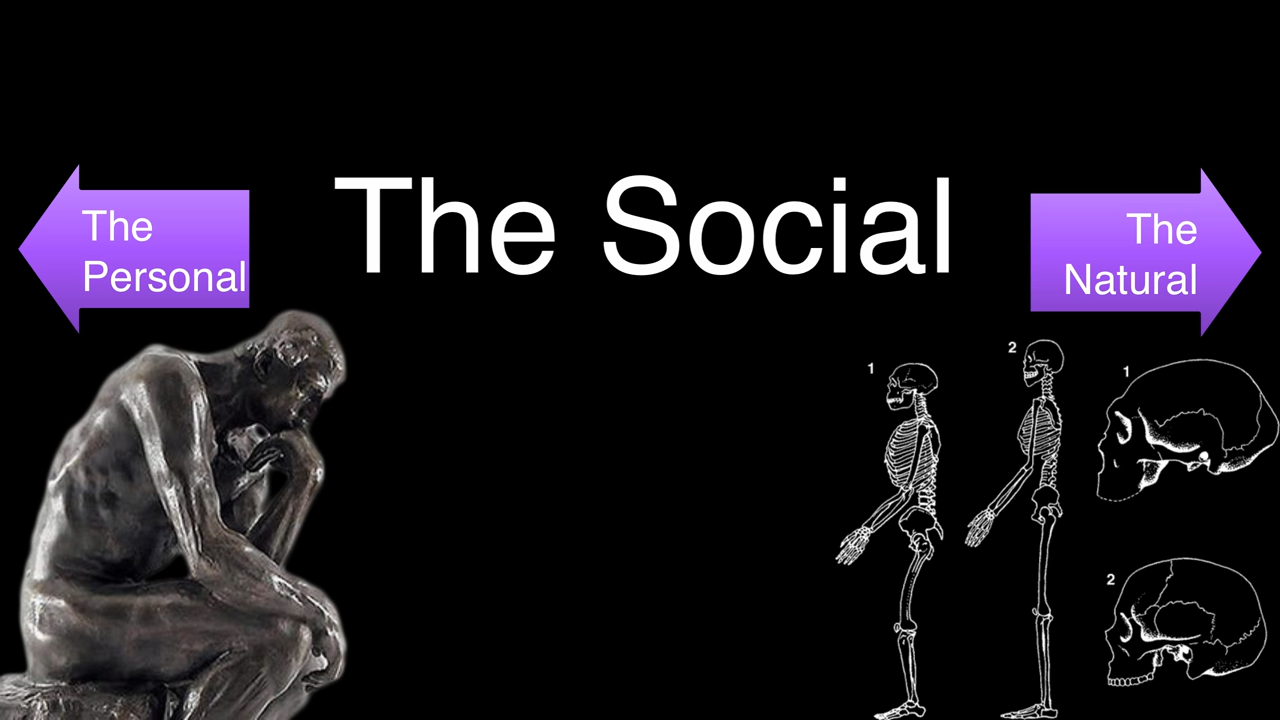 The Social
The
Personal
The
Natural
1
2
1
2